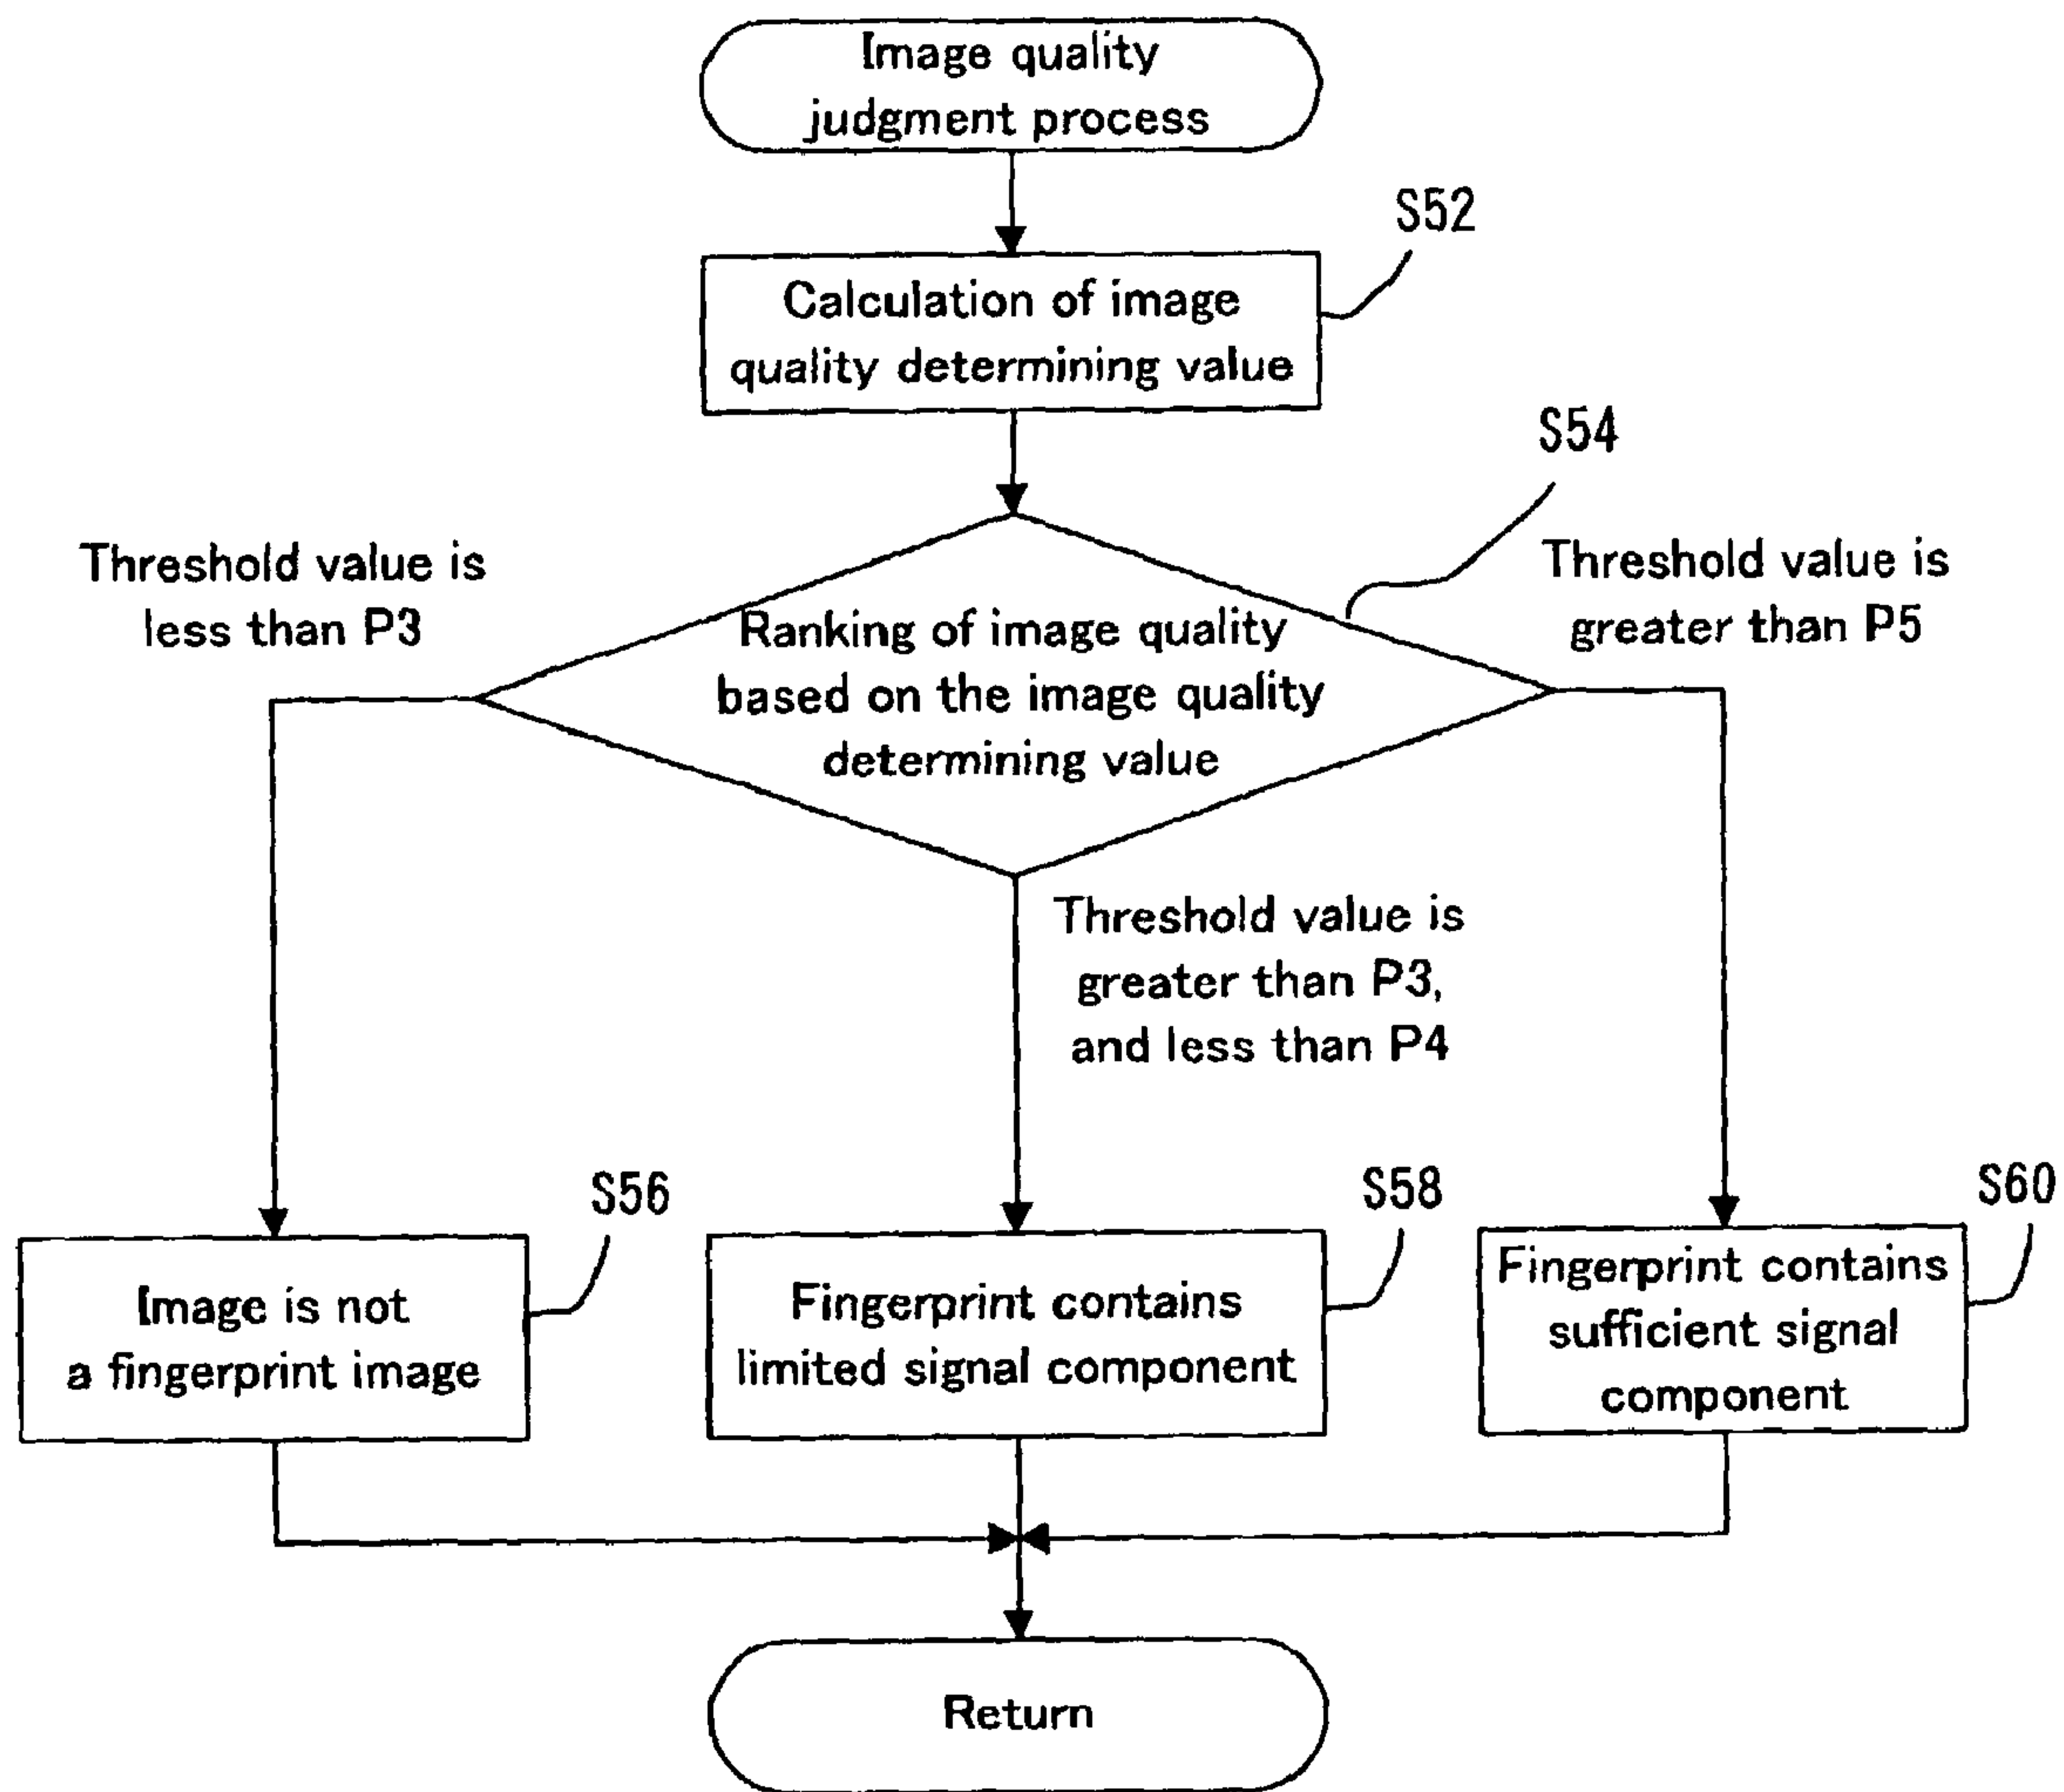 Image quality
judgment process
S52
Calculation of image
quality determining value
S54
Threshold value is
less than P3
Threshold value is
greater than P5
Ranking of image quality
based on the image quality
determining value
Threshold value is
greater than P3,
and less than P4
S56
Image is not
a fingerprint image
S58
Fingerprint contains
limited signal component
S60
Fingerprint contains
sufficient signal
component
Return